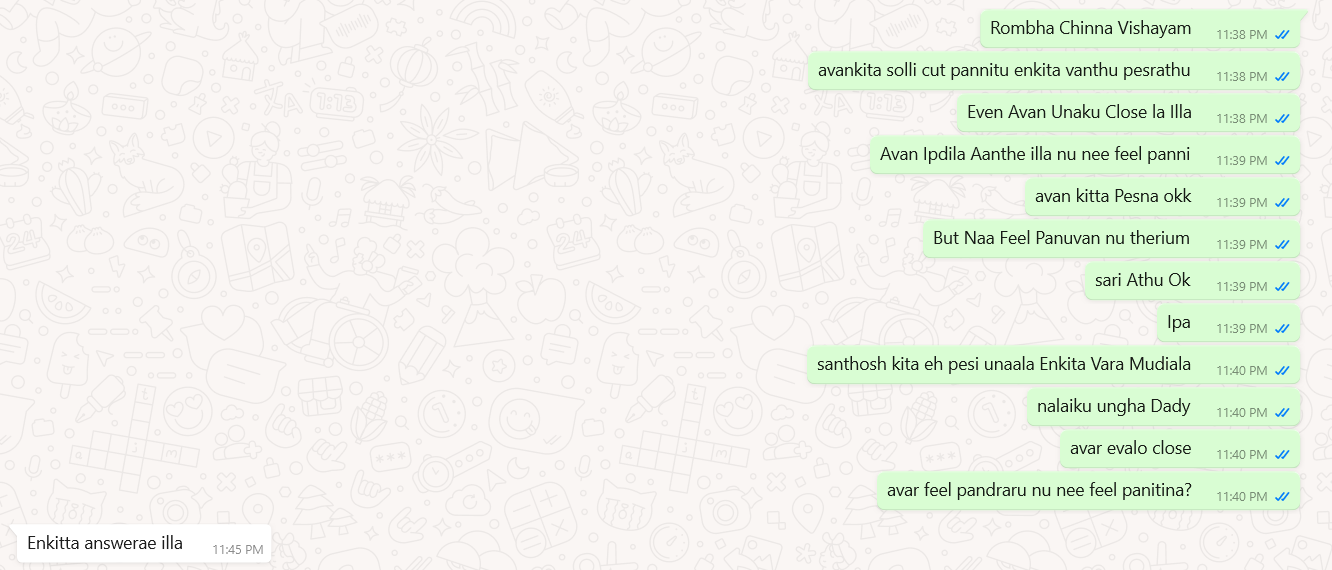 Rombha Chinna Vishayam 11:38 PM
avankita solli cut pannitu enkita vanthu pesrathu 11:38 PM
Even Avan Unaku Close la Illa 11:38 PM
Avan Ipdila Aanthe illa nu nee feel panni 11:39 PM
avan kitta Pesna okk 11:39 PM
But Naa Feel Panuvan nu therium 11:39 PM
sari Athu Ok 11:39 PM
Ipa 11:39 PM
santhosh kita eh pesi unaala Enkita Vara Mudiala 11:40 PM
nalaiku ungha Dady 11:40 PM
avar evalo close 11:40 PM
avar feel pandraru nu nee feel panitina? 11:40 PM
Enkitta answerae illa 11:45 PM